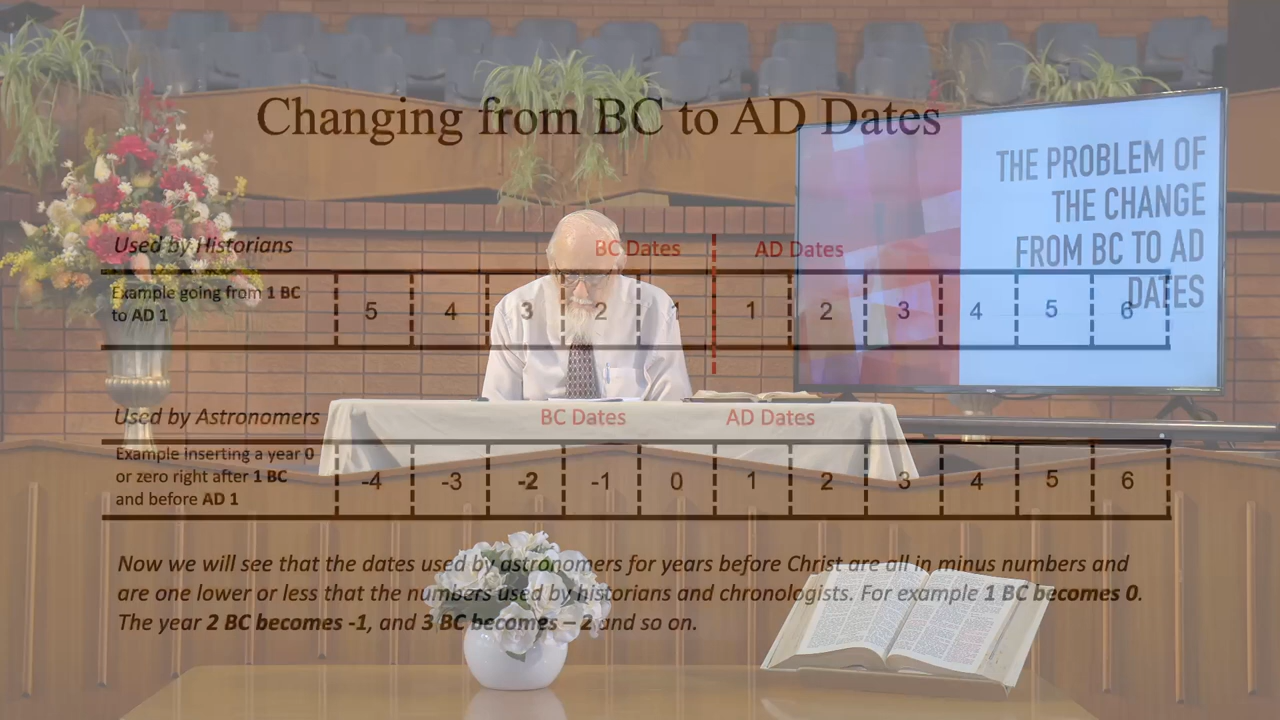 Changing from BC to AD Dates
THE PROBLEM OF
THE CHANGE
FROM BC TO AD
DATES
Used by Historians
BC Dates
AD Dates
Example going from 1 BC
to AD 1
5 4 3 2 1 1 2 3 4 5 6
Used by Astronomers
BC Dates
AD Dates
Example inserting a year 0
or zero right after 1 BC
and before AD 1
-4 -3 -2 -1 0 1 2 3 4 5 6
Now we will see that the dates used by astronomers for years before Christ are all in minus numbers and
are one lower or less that the numbers used by historians and chronologists. For example 1 BC becomes 0.
The year 2 BC becomes -1, and 3 BC becomes – 2 and so on.